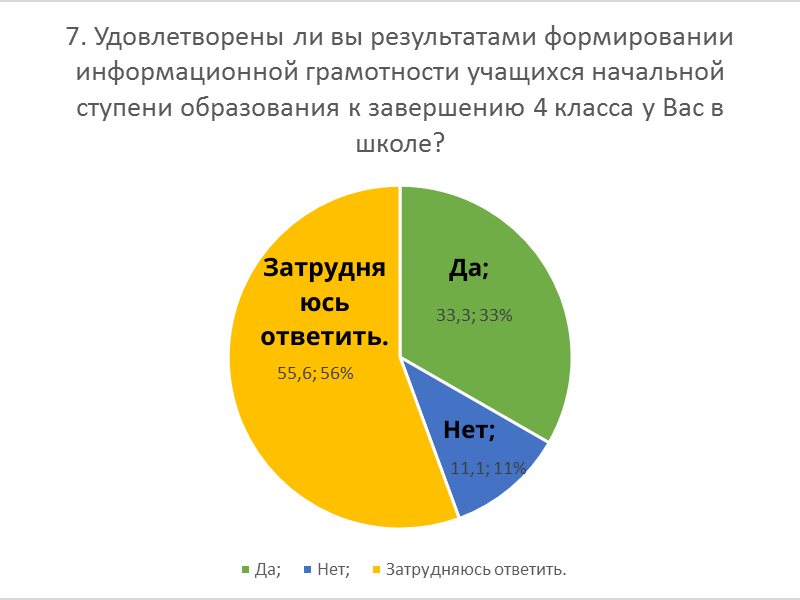 7. Удовлетворены ли вы результатами формировании
информационной грамотности учащихся начальной
ступени образования к завершению 4 класса у Вас в
школе?
Затрудня
юсь
ответить.
55,6; 56%
Да;
33,3; 33%
Нет;
11,1; 11%
Да;
Нет;
Затрудняюсь ответить.